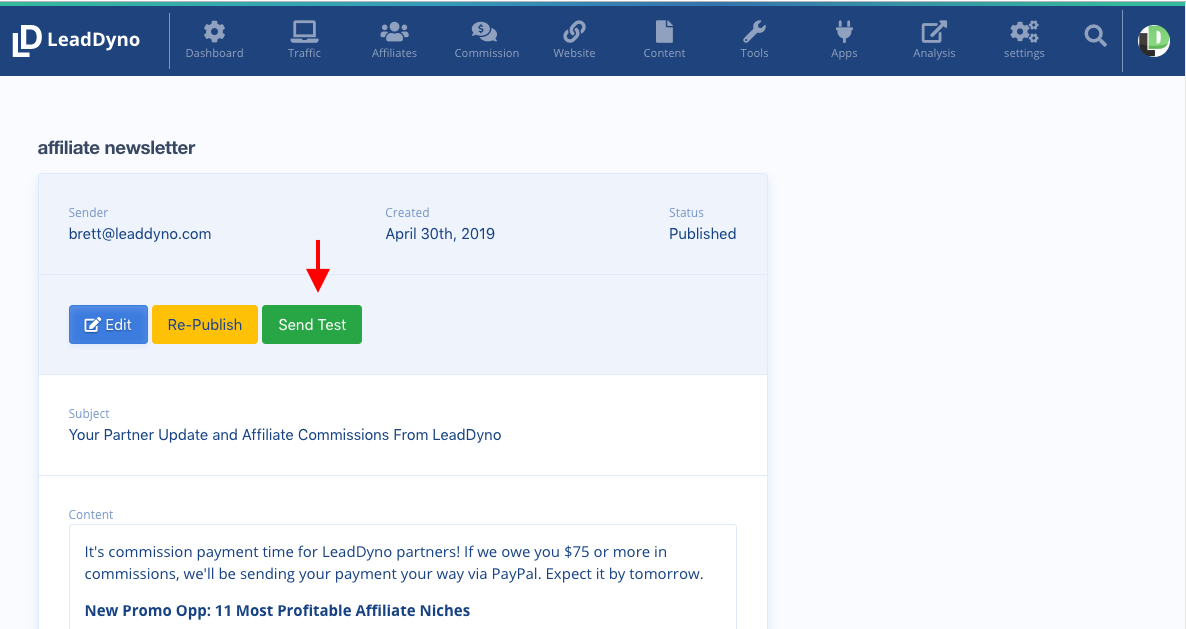 LeadDyno
Dashboard
Traffic
Affiliates
Commission
Website
Content
Tools
Apps
Analysis
settings
affiliate newsletter
Sender
brett@leaddyno.com
Created
April 30th, 2019
Status
Published
Edit
Re-Publish
Send Test
Subject
Your Partner Update and Affiliate Commissions From LeadDyno
Content
It's commission payment time for LeadDyno partners! If we owe you $75 or more in
commissions, we'll be sending your payment your way via PayPal. Expect it by tomorrow.
New Promo Opp: 11 Most Profitable Affiliate Niches